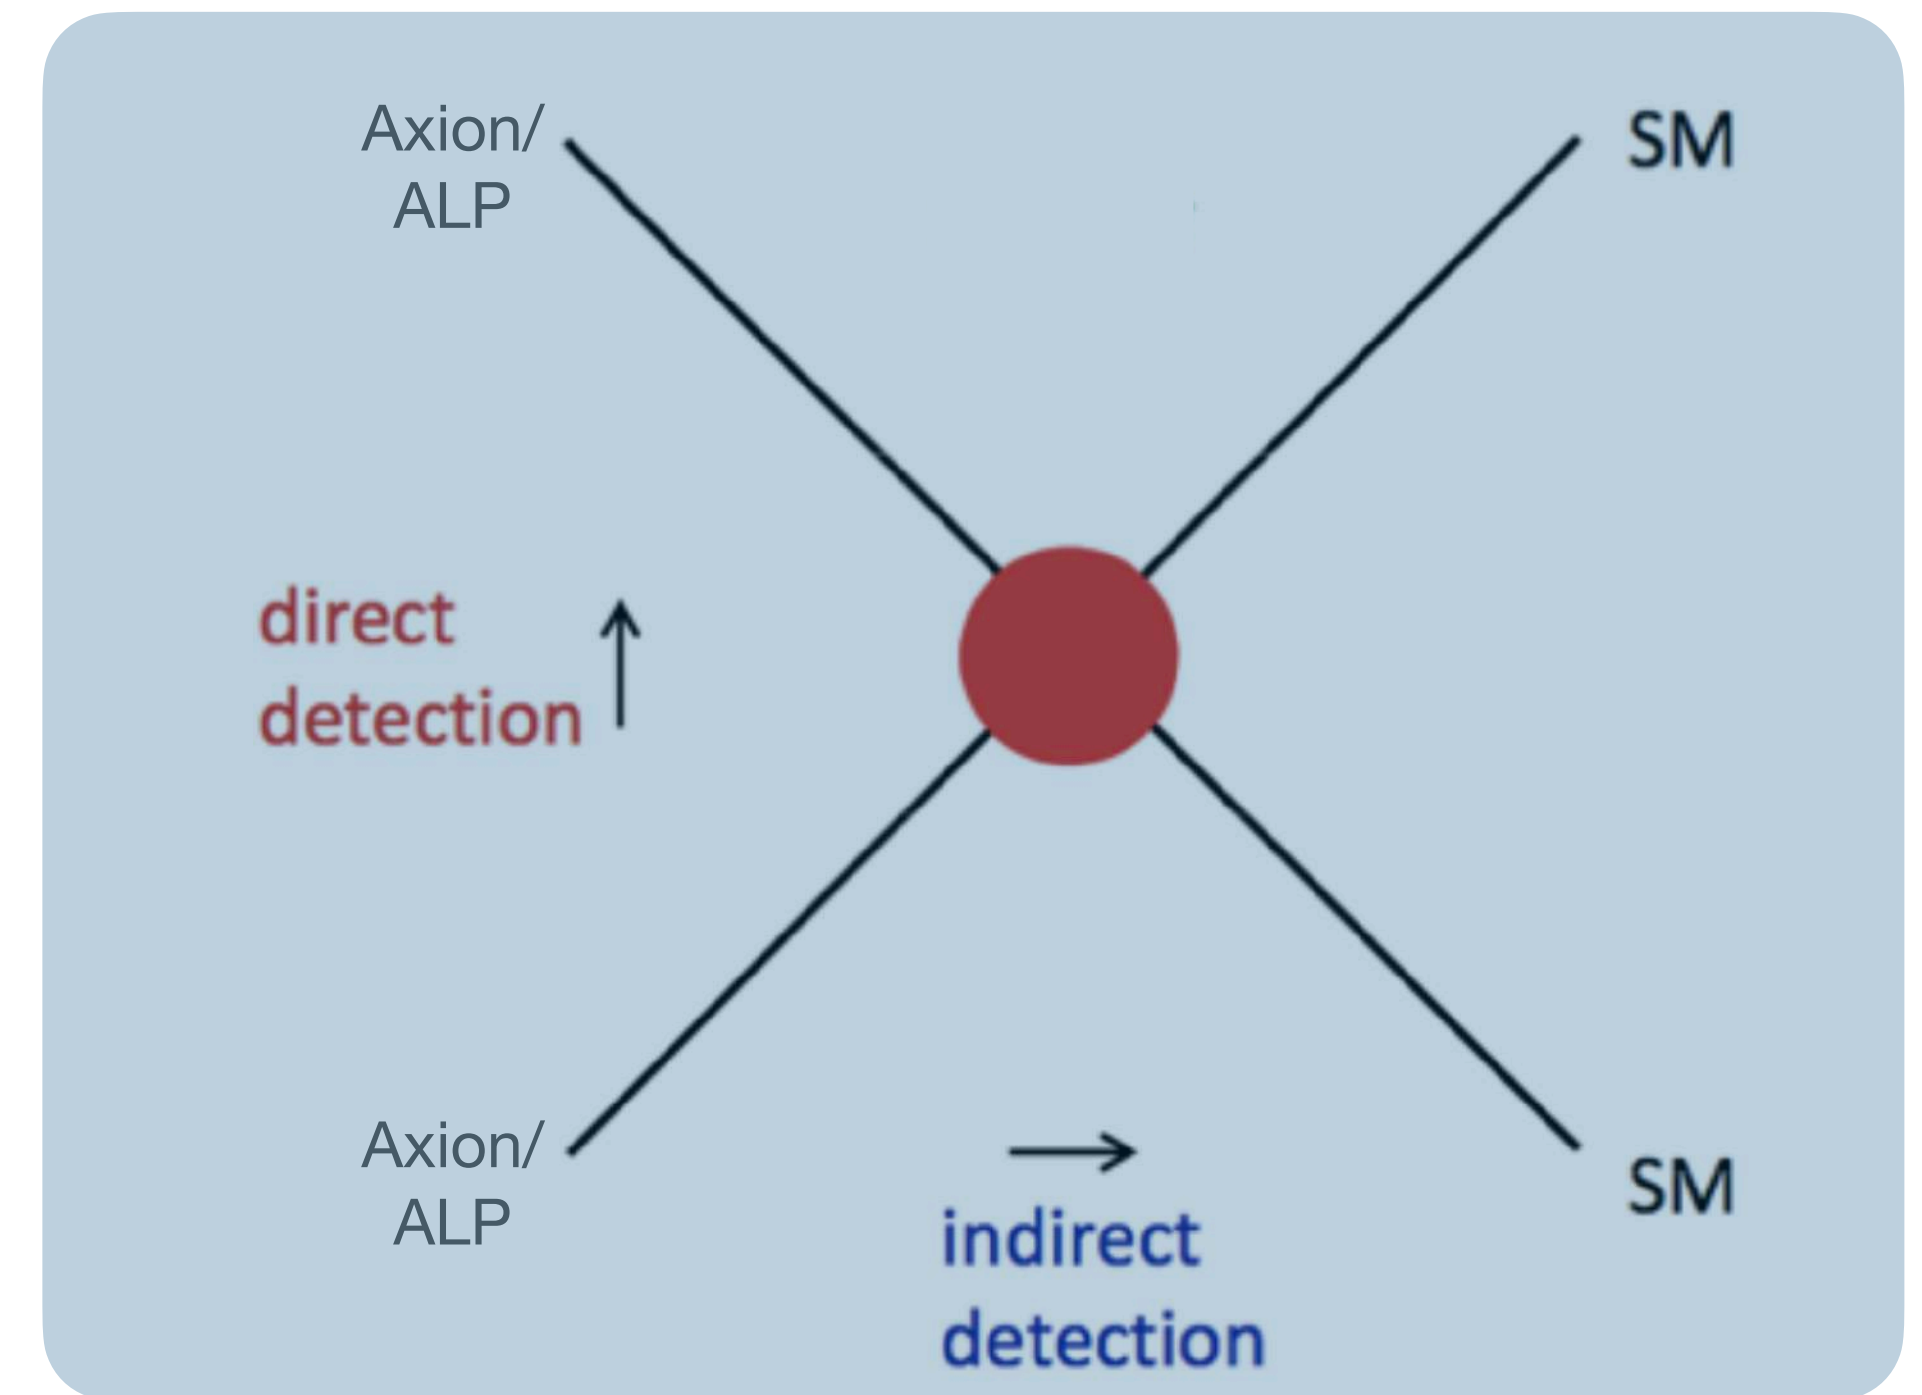 Axion/
ALP
SM
direct
detection
Axion/
ALP
SM
indirect
detection